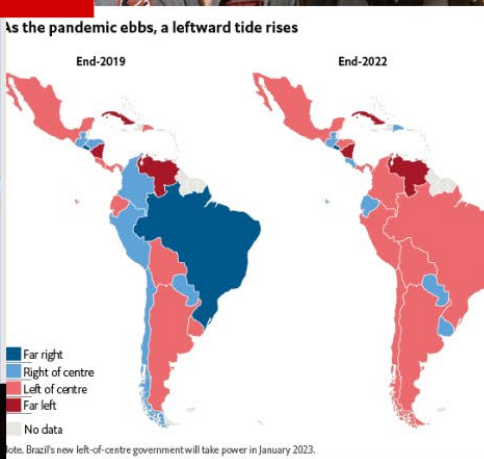 As the pandemic ebbs, a leftward tide rises
End-2019
End-2022
Far right
Right of centre
Left of centre
Far left
No data
Note. Brazil's new left-of-centre government will take power in January 2023.